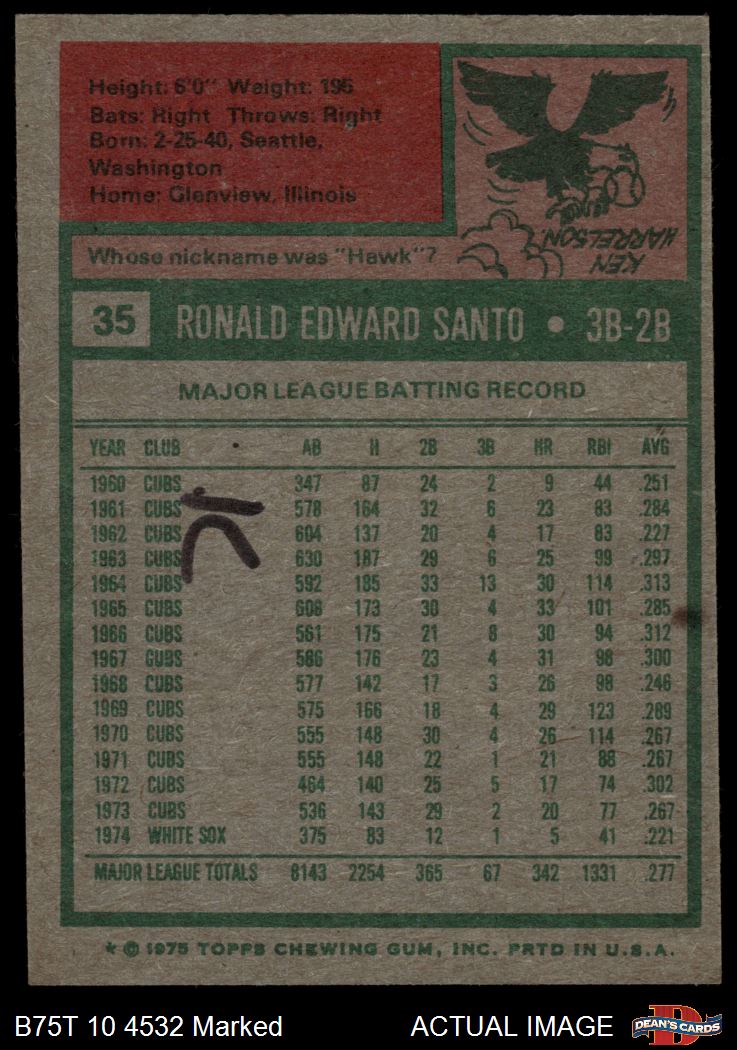 Height: 6'0" Weight: 195
Bats: Right Throws: Right
Born: 2-25-40, Seattle,
Washington
Home: Glenview, Illinois
KEN
HARRELSON.
Whose nickname was "Hawk"?
35 RONALD EDWARD SANTO • 3B-2B
MAJOR LEAGUE BATTING RECORD
YEAR CLUB AB H 2B 3B HR RBI AVG
1960 CUBS 347 87 24 2 9 44 .251
1961 CUBS 578 164 32 6 23 83 .284
1962 CUBS 604 137 20 4 17 83 .227
1963 CUBS 630 187 29 6 25 99 .297
1964 CUBS 592 185 33 13 30 114 .313
1965 CUBS 608 173 30 4 33 101 .285
1966 CUBS 561 175 21 8 30 94 .312
1967 CUBS 586 176 23 4 31 98 .300
1968 CUBS 577 142 17 3 26 98 .246
1969 CUBS 575 166 18 4 29 123 .289
1970 CUBS 555 148 30 4 26 114 .267
1971 CUBS 555 148 22 1 21 88 .267
1972 CUBS 464 140 25 5 17 74 .302
1973 CUBS 536 143 29 2 20 77 .267
1974 WHITE SOX 375 83 12 1 5 41 .221
MAJOR LEAGUE TOTALS 8143 2254 365 67 342 1331 .277
* © 1975 TOPPS CHEWING GUM, INC. PRTD IN U.S.A.
B75T 10 4532 Marked ACTUAL IMAGE DEAN'S CARDS